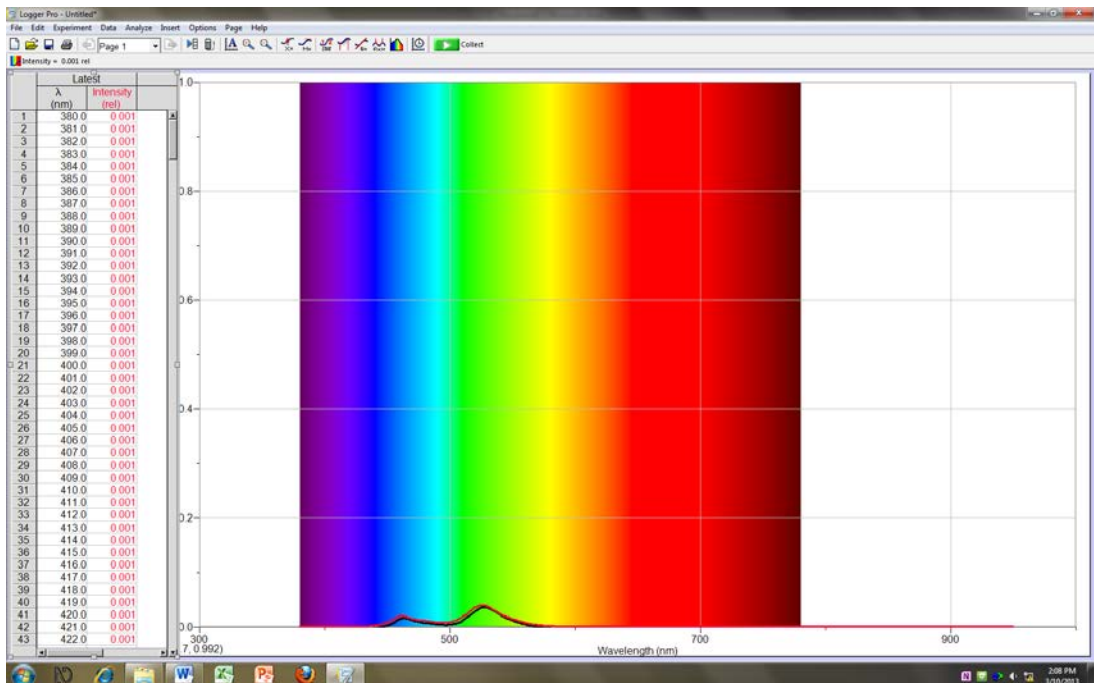 Logger Pro - Untitled*
File Edit Experiment Data Analyze Insert Options Page Help
Page 1
Collect
Intensity = 0.001 rel
Latest
λ Intensity
(nm) (rel)
1 380.0 0.001
2 381.0 0.001
3 382.0 0.001
4 383.0 0.001
5 384.0 0.001
6 385.0 0.001
7 386.0 0.001
8 387.0 0.001
9 388.0 0.001
10 389.0 0.001
11 390.0 0.001
12 391.0 0.001
13 392.0 0.001
14 393.0 0.001
15 394.0 0.001
16 395.0 0.001
17 396.0 0.001
18 397.0 0.001
19 398.0 0.001
20 399.0 0.001
21 400.0 0.001
22 401.0 0.001
23 402.0 0.001
24 403.0 0.001
25 404.0 0.001
26 405.0 0.001
27 406.0 0.001
28 407.0 0.001
29 408.0 0.001
30 409.0 0.001
31 410.0 0.001
32 411.0 0.001
33 412.0 0.001
34 413.0 0.001
35 414.0 0.001
36 415.0 0.001
37 416.0 0.001
38 417.0 0.001
39 418.0 0.001
40 419.0 0.001
41 420.0 0.001
42 421.0 0.001
43 422.0 0.001
1.0
0.8
0.6
0.4
0.2
0.0
300 500 700 900
7, 0.992)
Wavelength (nm)
2:08 PM
3/10/2013